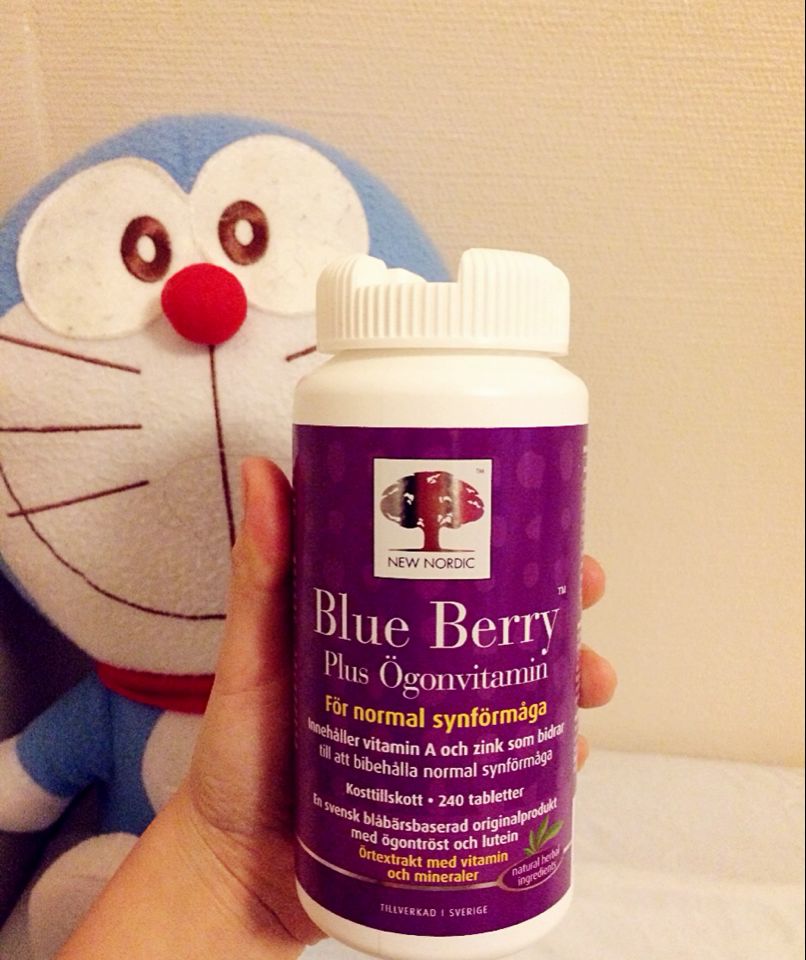 NEW NORDIC
™
Blue Berry™
Plus Ögonvitamin
För normal synförmåga
Innehåller vitamin A och zink som bidrar
till att bibehålla normal synförmåga
Kosttillskott • 240 tabletter
En svensk blåbärsbaserad originalprodukt
med ögontröst och lutein
Örtextrakt med vitamin
och mineraler
natural herbal
ingredients
TILLVERKAD I SVERIGE